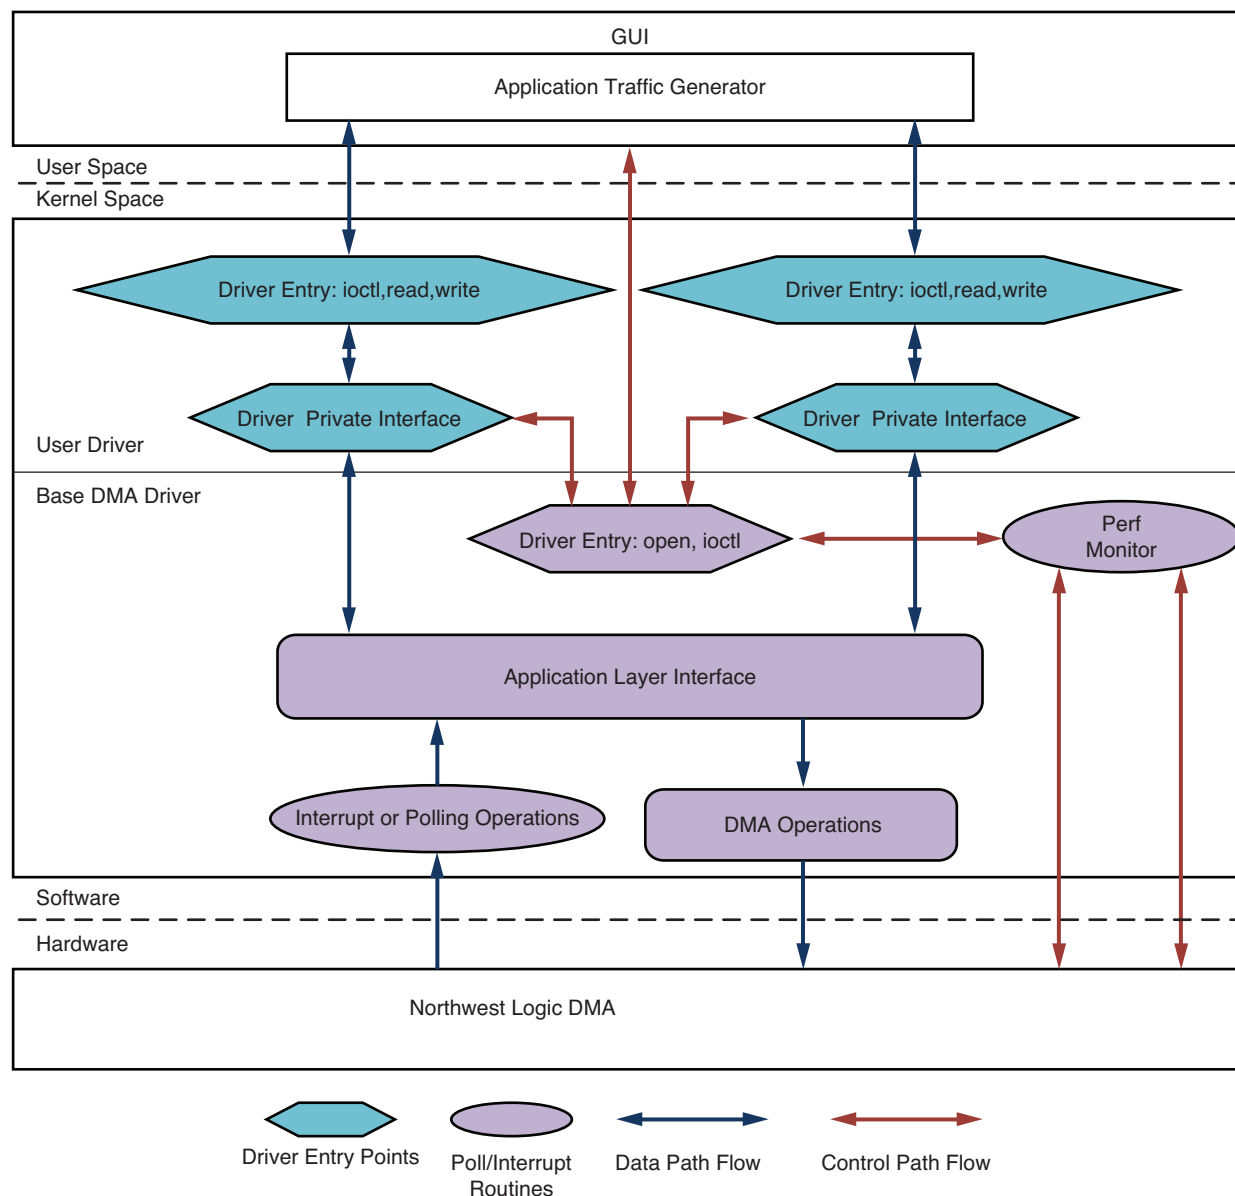 GUI
Application Traffic Generator
User Space
Kernel Space
Driver Entry: ioctl,read,write
Driver Entry: ioctl,read,write
Driver Private Interface
Driver Private Interface
User Driver
Base DMA Driver
Driver Entry: open, ioctl
Perf
Monitor
Application Layer Interface
Interrupt or Polling Operations
DMA Operations
Software
Hardware
Northwest Logic DMA
Driver Entry Points
Poll/Interrupt
Routines
Data Path Flow
Control Path Flow